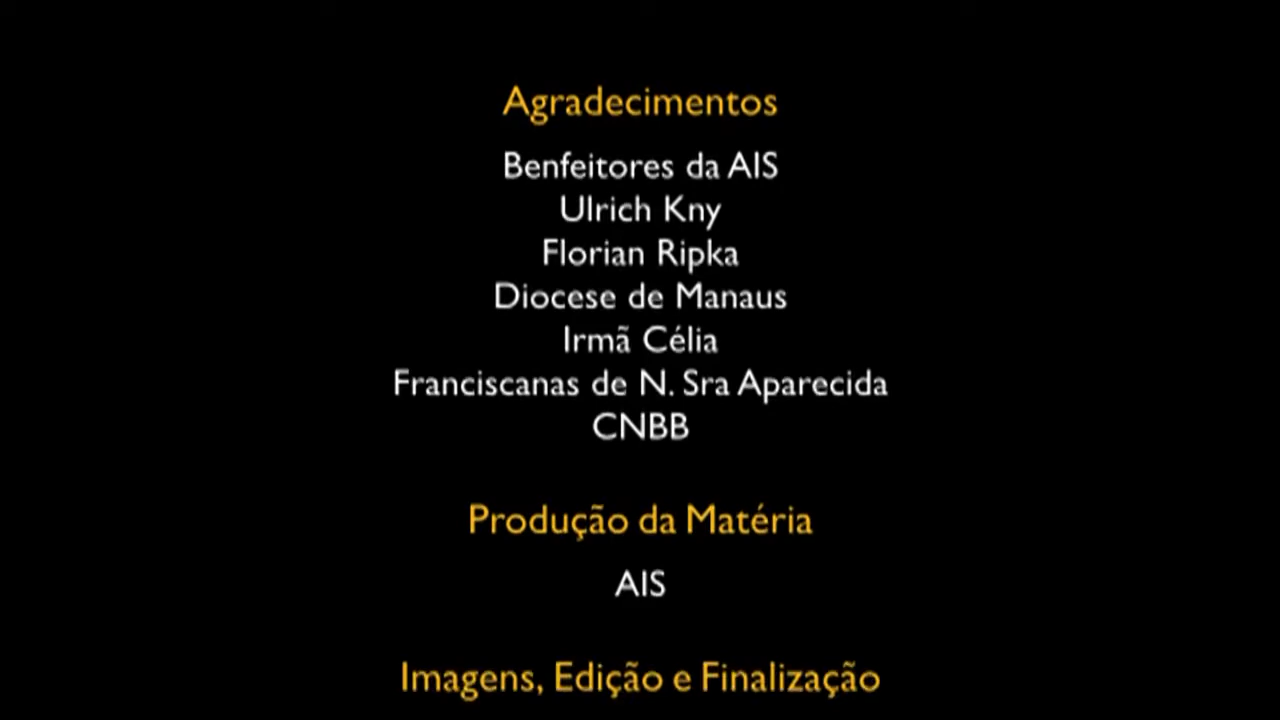 Agradecimentos
Benfeitores da AIS
Ulrich Kny
Florian Ripka
Diocese de Manaus
Irmã Célia
Franciscanas de N. Sra Aparecida
CNBB
Produção da Matéria
AIS
Imagens, Edição e Finalização